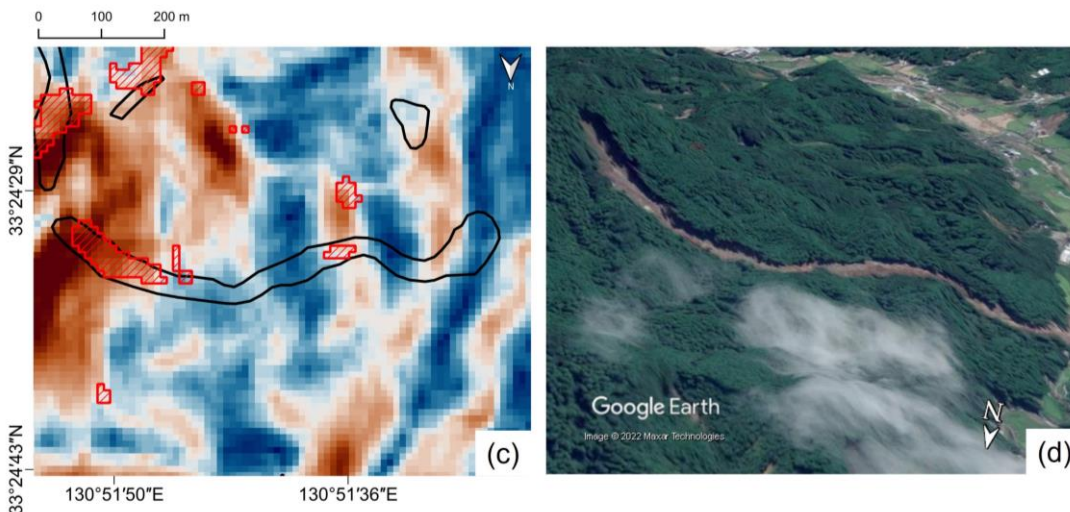 0 100 200 m
N
33°24′29″N
33°24′43″N
130°51′50″E
130°51′36″E
(c)
Google Earth
Image © 2022 Maxar Technologies
N
(d)